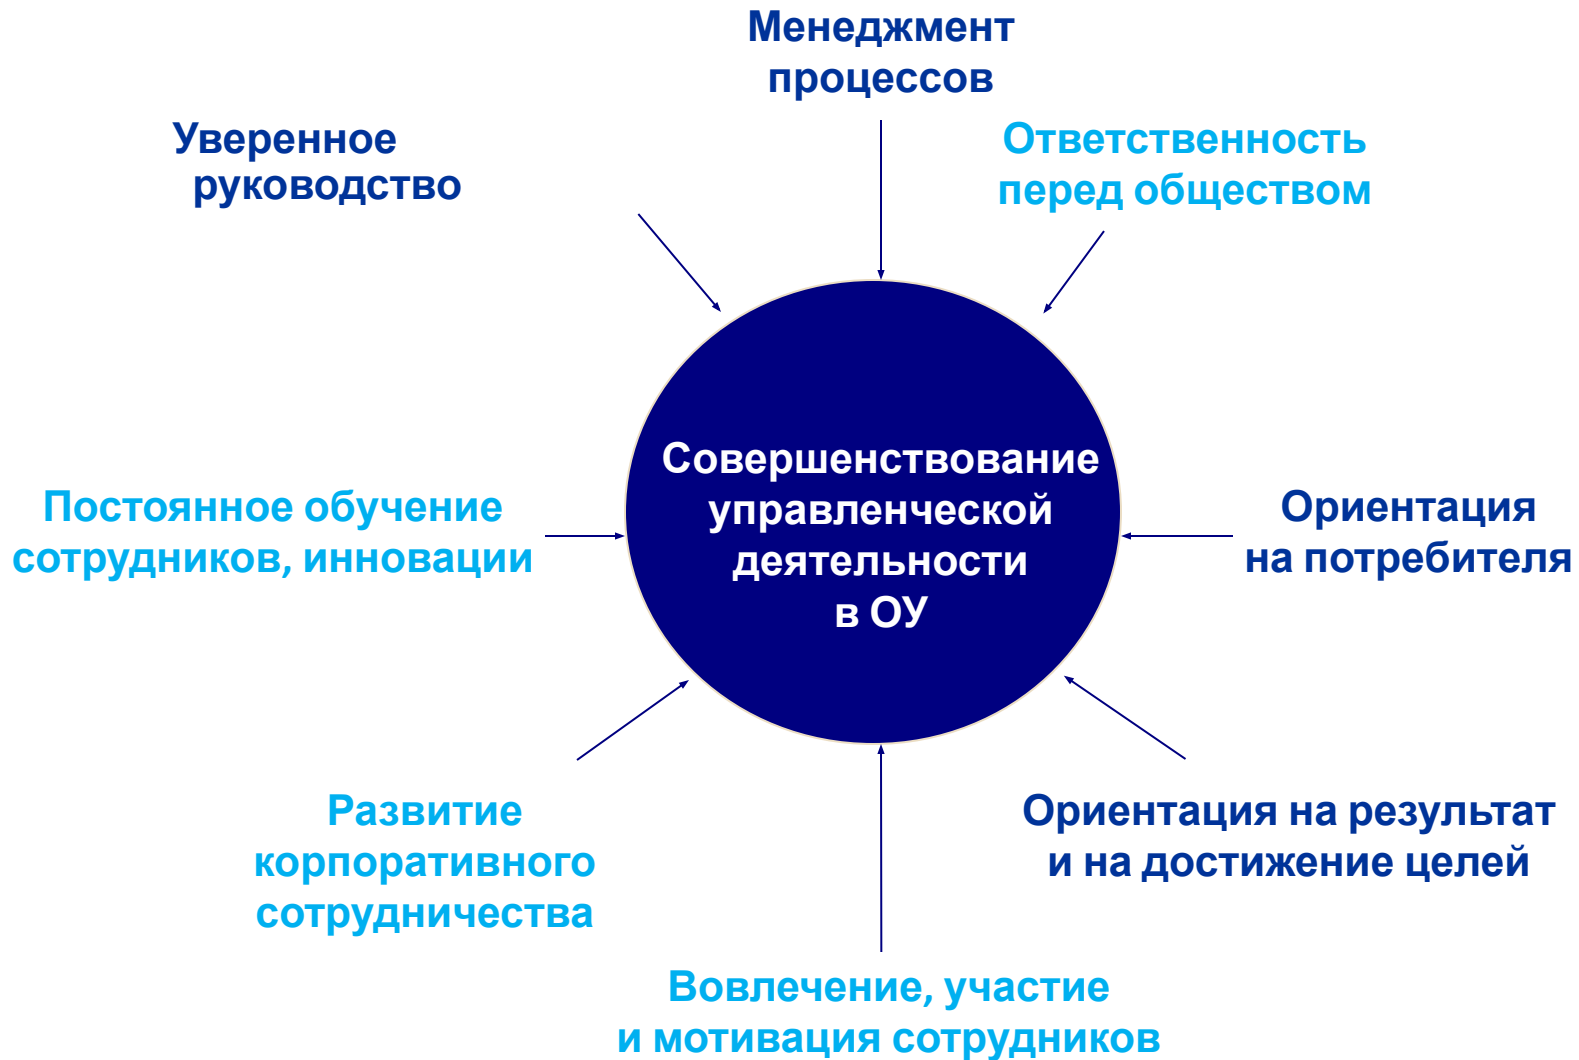 Менеджмент
процессов
Уверенное
руководство
Ответственность
перед обществом
Совершенствование
управленческой
деятельности
в ОУ
Постоянное обучение
сотрудников, инновации
Ориентация
на потребителя
Развитие
корпоративного
сотрудничества
Ориентация на результат
и на достижение целей
Вовлечение, участие
и мотивация сотрудников